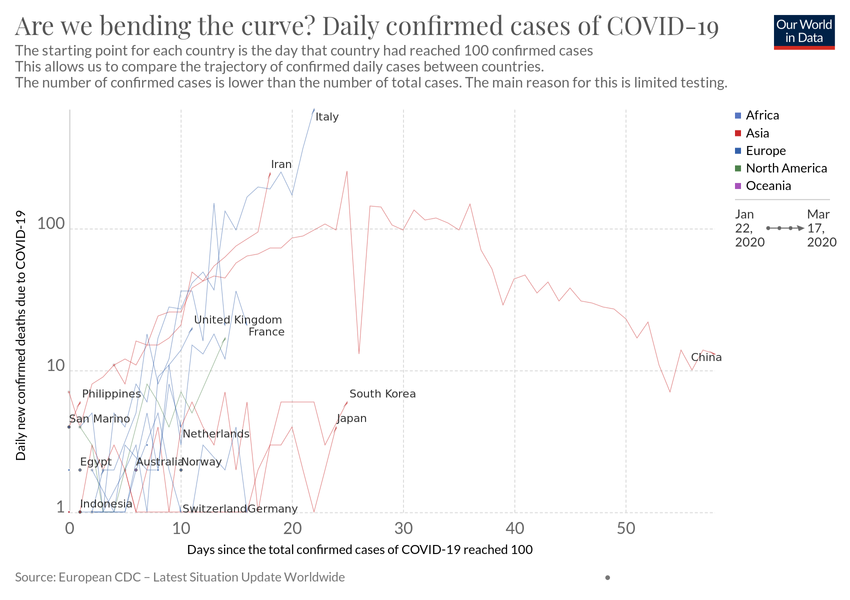 Are we bending the curve? Daily confirmed cases of COVID-19
The starting point for each country is the day that country had reached 100 confirmed cases
This allows us to compare the trajectory of confirmed daily cases between countries.
The number of confirmed cases is lower than the number of total cases. The main reason for this is limited testing.
Our World
in Data
Italy
Africa
Asia
Europe
North America
Oceania
Jan
22,
2020
Mar
17,
2020
Iran
100
Daily new confirmed deaths due to COVID-19
United Kingdom
France
China
10
Philippines
South Korea
San Marino
Japan
Netherlands
Egypt
Australia
Norway
Indonesia
Switzerland
Germany
1
0
10
20
30
40
50
Days since the total confirmed cases of COVID-19 reached 100
Source: European CDC – Latest Situation Update Worldwide